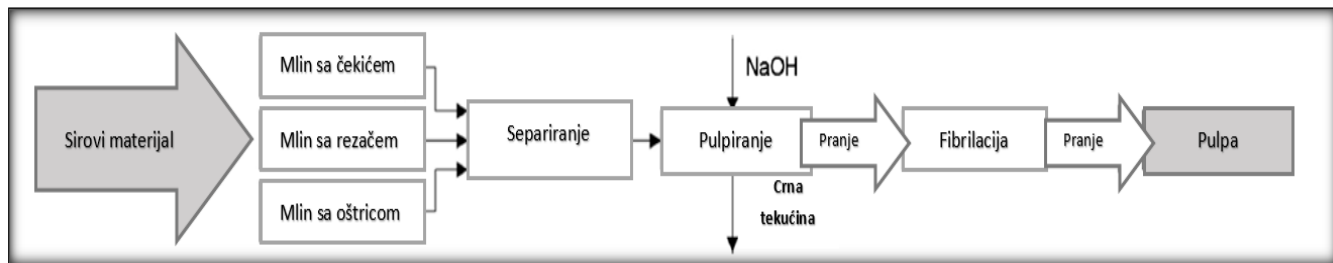 Sirovi materijal
Mlin sa čekićem
Mlin sa rezačem
Mlin sa oštricom
Separiranje
NaOH
Pulpiranje
Crna
tekućina
Pranje
Fibrilacija
Pranje
Pulpa